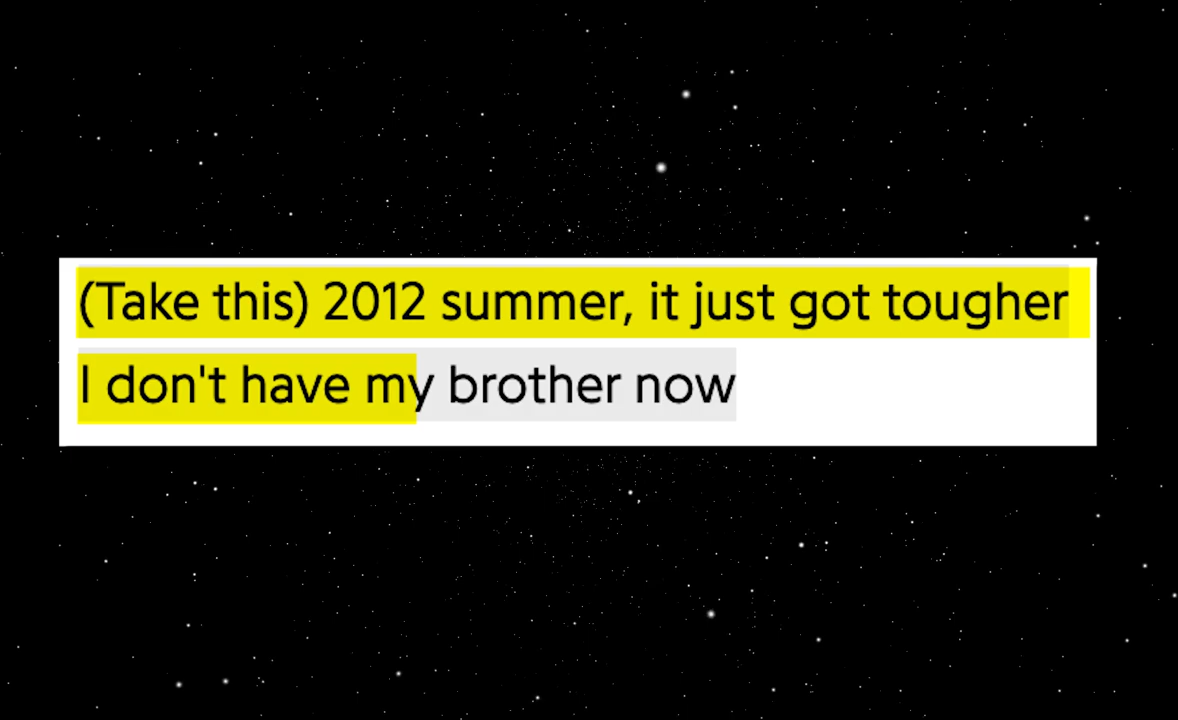 (Take this) 2012 summer, it just got tougher
I don't have my brother now